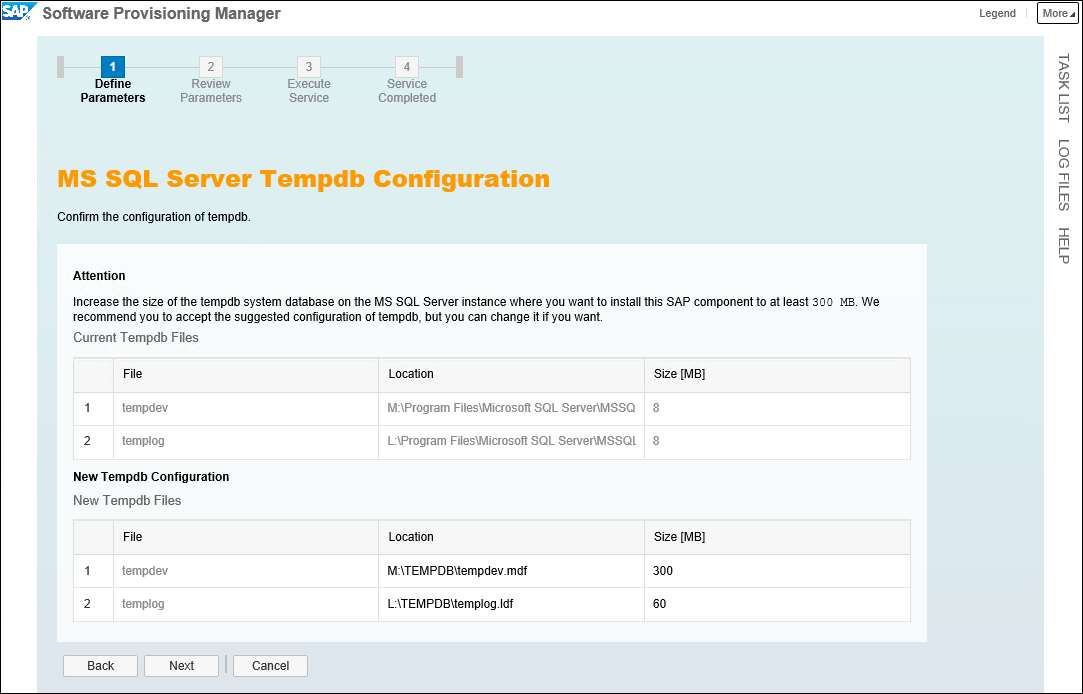 SAP Software Provisioning Manager
Legend
More
1
Define
Parameters
2
Review
Parameters
3
Execute
Service
4
Service
Completed
MS SQL Server Tempdb Configuration
Confirm the configuration of tempdb.
Attention
Increase the size of the tempdb system database on the MS SQL Server instance where you want to install this SAP component to at least 300 MB. We
recommend you to accept the suggested configuration of tempdb, but you can change it if you want.
Current Tempdb Files
File Location Size [MB]
1 tempdev M:\Program Files\Microsoft SQL Server\MSSQ 8
2 templog L:\Program Files\Microsoft SQL Server\MSSQL 8
New Tempdb Configuration
New Tempdb Files
File Location Size [MB]
1 tempdev M:\TEMPDB\tempdev.mdf 300
2 templog L:\TEMPDB\templog.ldf 60
Back Next Cancel
TASK LIST
LOG FILES
HELP